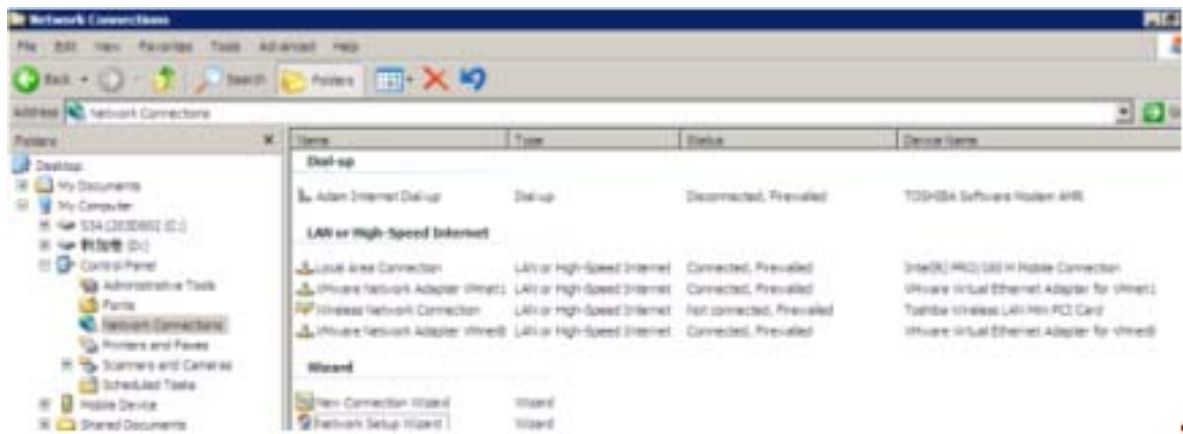 Network Connections
File Edit View Favorites Tools Advanced Help
Back Search Folders
Address Network Connections
Folders
Name Type Status Device Name
Desktop
My Documents
My Computer
S3A (C:)
新加卷 (D:)
Control Panel
Administrative Tools
Fonts
Network Connections
Printers and Faxes
Scanners and Cameras
Scheduled Tasks
Mobile Device
Shared Documents
Dial-up
Adam Internet Dial-up Dial-up Disconnected, Firewalled TOSHIBA Software Modem AMR
LAN or High-Speed Internet
Local Area Connection LAN or High-Speed Internet Connected, Firewalled Intel(R) PRO/100 M Mobile Connection
VMware Network Adapter VMnet1 LAN or High-Speed Internet Connected, Firewalled VMware Virtual Ethernet Adapter for VMnet1
Wireless Network Connection LAN or High-Speed Internet Not connected, Firewalled Toshiba Wireless LAN Mini PCI Card
VMware Network Adapter VMnet8 LAN or High-Speed Internet Connected, Firewalled VMware Virtual Ethernet Adapter for VMnet8
Wizard
New Connection Wizard Wizard
Network Setup Wizard Wizard